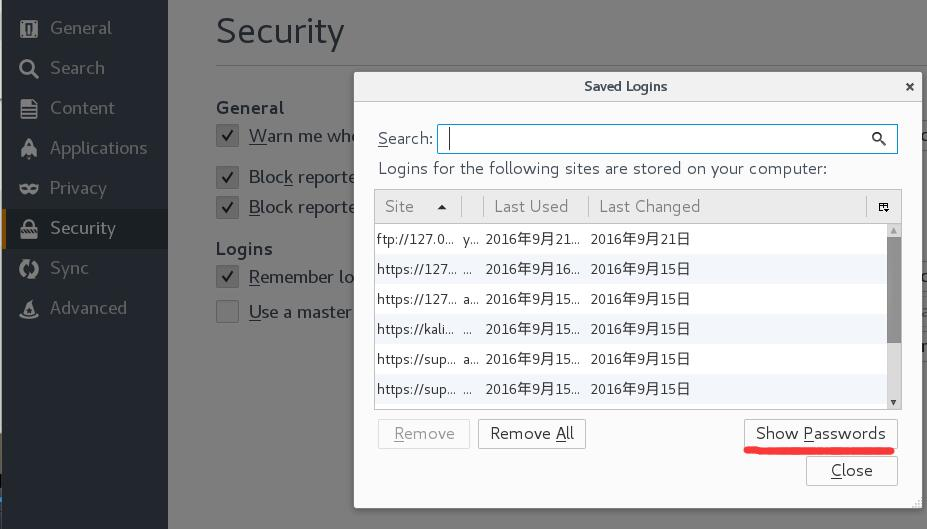 General
Search
Content
Applications
Privacy
Security
Sync
Advanced
Security
General
Warn me whe
Block reporte
Block reporte
Logins
Remember lo
Use a master
Saved Logins
Search:
Logins for the following sites are stored on your computer:
Site Last Used Last Changed
ftp://127.0... y... 2016年9月21... 2016年9月21日
https://127... ... 2016年9月16... 2016年9月15日
https://127... a... 2016年9月15... 2016年9月15日
https://kali... ... 2016年9月15... 2016年9月15日
https://sup... a... 2016年9月15... 2016年9月15日
https://sup... ... 2016年9月15... 2016年9月15日
Remove Remove All Show Passwords
Close